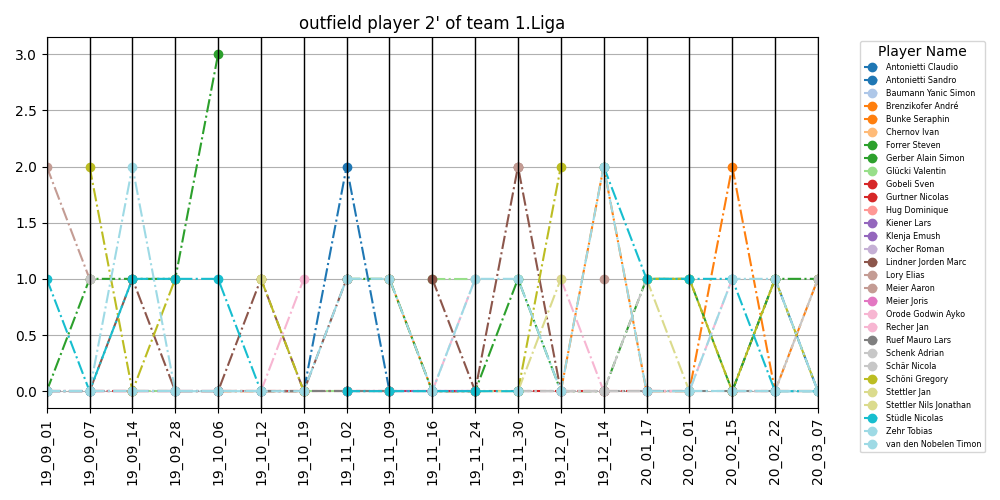 outfield player 2' of team 1.Liga
3.0
2.5
2.0
1.5
1.0
0.5
0.0
19_09_01
19_09_07
19_09_14
19_09_28
19_10_06
19_10_12
19_10_19
19_11_02
19_11_09
19_11_16
19_11_24
19_11_30
19_12_07
19_12_14
20_01_17
20_02_01
20_02_15
20_02_22
20_03_07
Player Name
Antonietti Claudio
Antonietti Sandro
Baumann Yanic Simon
Brenzikofer André
Bunke Seraphin
Chernov Ivan
Forrer Steven
Gerber Alain Simon
Glücki Valentin
Gobeli Sven
Gurtner Nicolas
Hug Dominique
Kiener Lars
Klenja Emush
Kocher Roman
Lindner Jorden Marc
Lory Elias
Meier Aaron
Meier Joris
Orode Godwin Ayko
Recher Jan
Ruef Mauro Lars
Schenk Adrian
Schär Nicola
Schöni Gregory
Stettler Jan
Stettler Nils Jonathan
Stüdle Nicolas
Zehr Tobias
van den Nobelen Timon